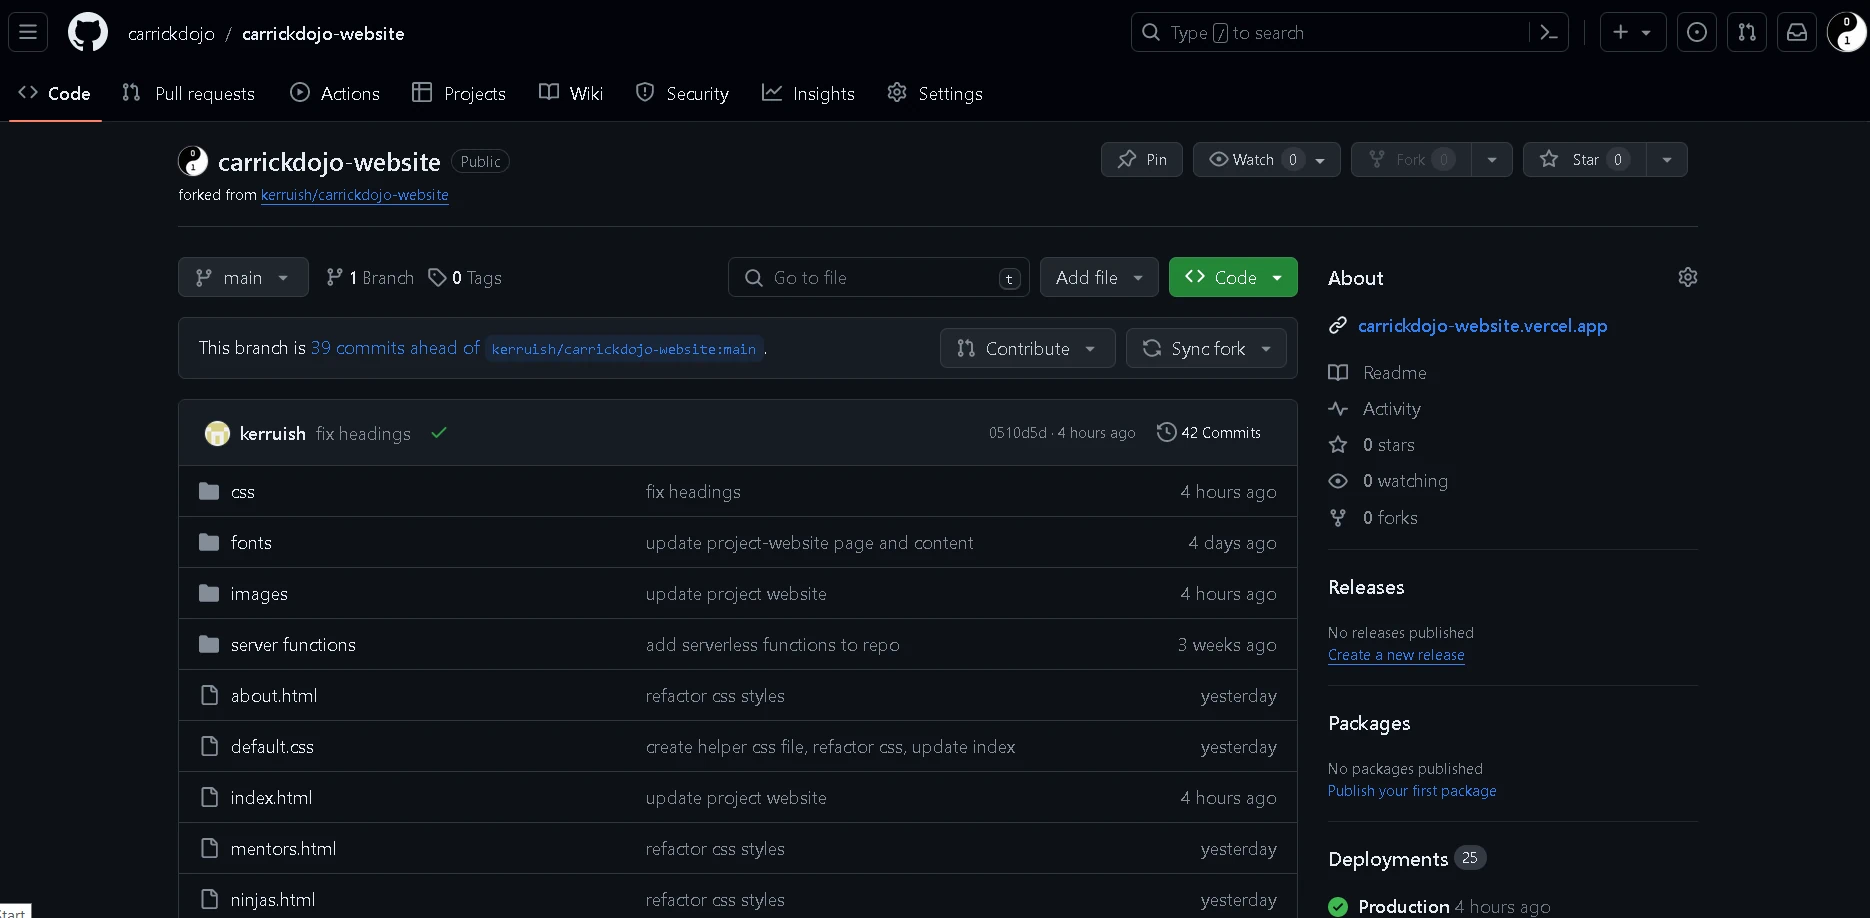 carrickdojo / carrickdojo-website
Type / to search
Code Pull requests Actions Projects Wiki Security Insights Settings
carrickdojo-website Public
Pin Watch 0 Fork 0 Star 0
forked from kerruish/carrickdojo-website
main 1 Branch 0 Tags Go to file t Add file Code
This branch is 39 commits ahead of kerruish/carrickdojo-website:main . Contribute Sync fork
kerruish fix headings 0510d5d · 4 hours ago 42 Commits
css fix headings 4 hours ago
fonts update project-website page and content 4 days ago
images update project website 4 hours ago
server functions add serverless functions to repo 3 weeks ago
about.html refactor css styles yesterday
default.css create helper css file, refactor css, update index yesterday
index.html update project website 4 hours ago
mentors.html refactor css styles yesterday
ninjas.html refactor css styles yesterday
About
carrickdojo-website.vercel.app
Readme
Activity
0 stars
0 watching
0 forks
Releases
No releases published
Create a new release
Packages
No packages published
Publish your first package
Deployments 25
Production 4 hours ago
Start